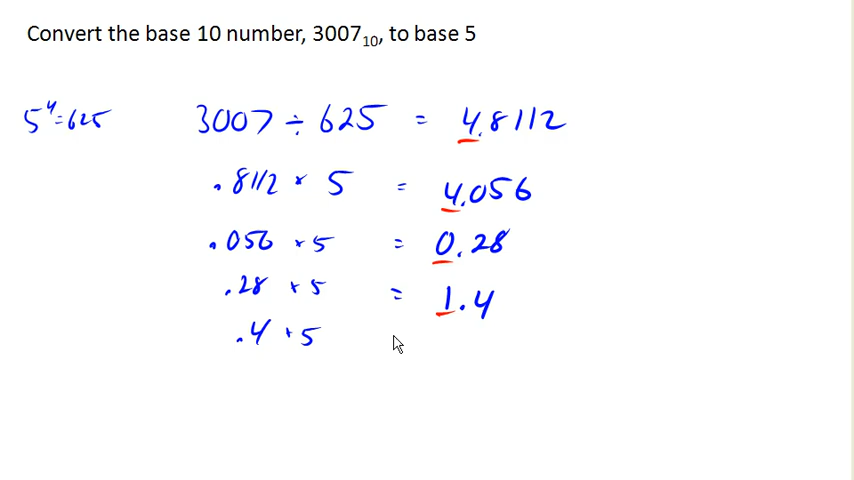 Convert the base 10 number, 3007₁₀, to base 5
5⁴=625 3007 ÷ 625 = 4.8112
.8112 × 5 = 4.056
.056 × 5 = 0.28
.28 × 5 = 1.4
.4 × 5